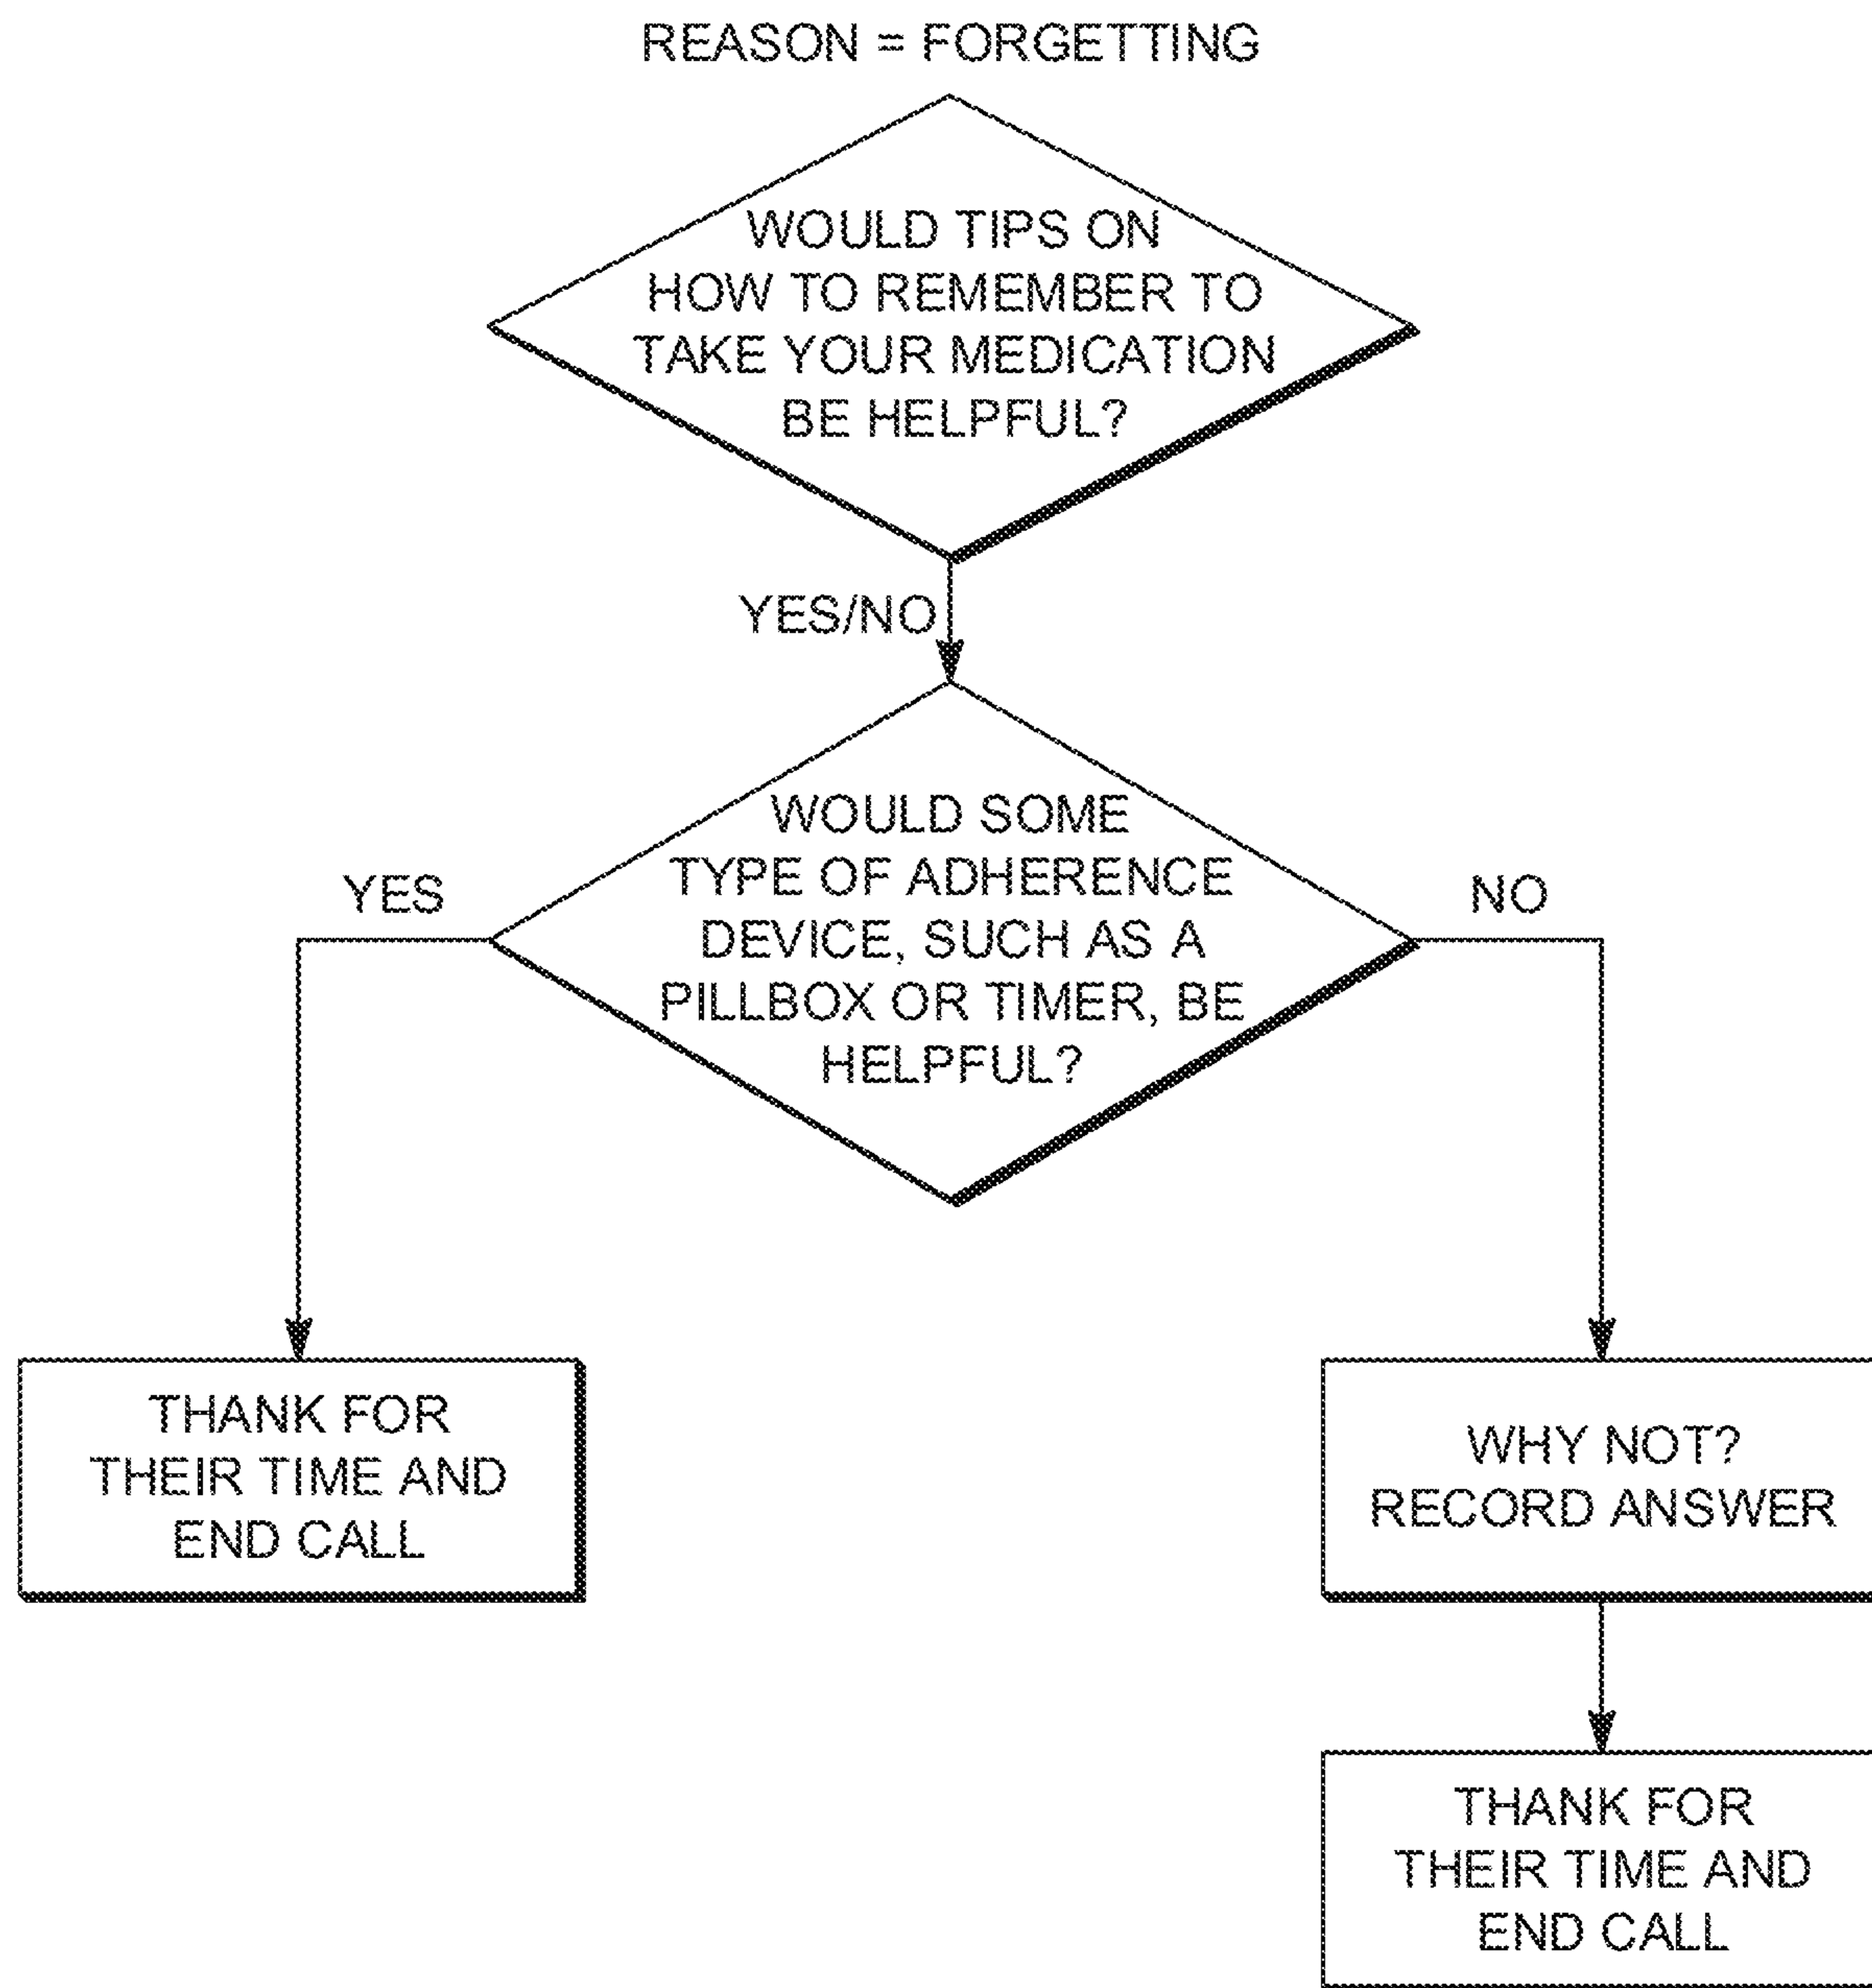 REASON = FORGETTING
WOULD TIPS ON
HOW TO REMEMBER TO
TAKE YOUR MEDICATION
BE HELPFUL?
YES/NO
WOULD SOME
TYPE OF ADHERENCE
DEVICE, SUCH AS A
PILLBOX OR TIMER, BE
HELPFUL?
YES
NO
THANK FOR
THEIR TIME AND
END CALL
WHY NOT?
RECORD ANSWER
THANK FOR
THEIR TIME AND
END CALL